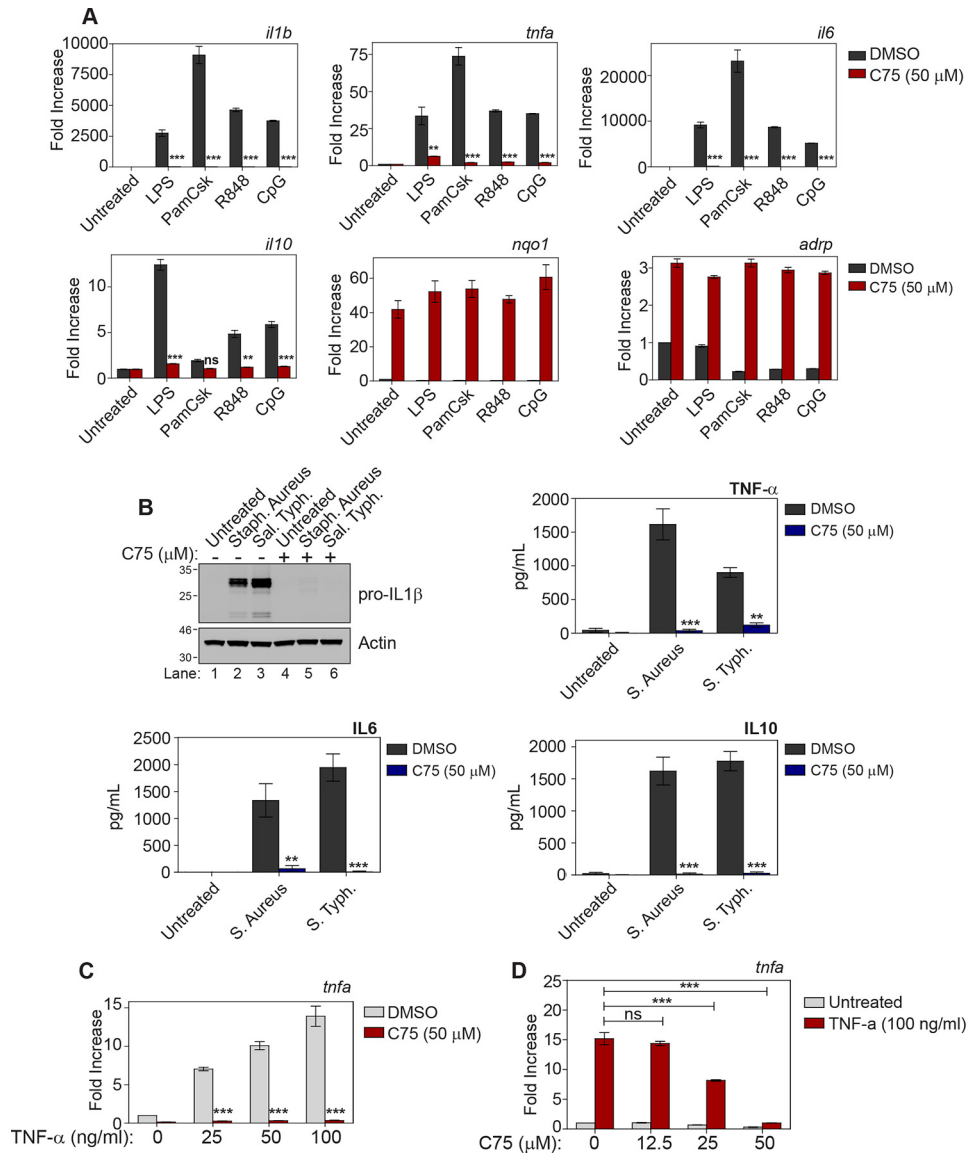 A
il1b
tnfa
il6
DMSO
C75 (50 μM)
Fold Increase
10000
7500
5000
2500
0
***
***
***
***
Untreated
LPS
PamCsk
R848
CpG
Fold Increase
80
60
40
20
0
**
***
***
***
Untreated
LPS
PamCsk
R848
CpG
Fold Increase
20000
10000
0
***
***
***
***
Untreated
LPS
PamCsk
R848
CpG
il10
nqo1
adrp
DMSO
C75 (50 μM)
Fold Increase
10
5
0
***
ns
**
***
Untreated
LPS
PamCsk
R848
CpG
Fold Increase
60
40
20
0
Untreated
LPS
PamCsk
R848
CpG
Fold Increase
3
2
1
0
Untreated
LPS
PamCsk
R848
CpG
B
Untreated
Staph. Aureus
Sal. Typh.
Untreated
Staph. Aureus
Sal. Typh.
C75 (μM): - - - + + +
35
25
pro-IL1β
46
30
Actin
Lane: 1 2 3 4 5 6
TNF-α
DMSO
C75 (50 μM)
pg/mL
2000
1500
1000
500
0
***
**
Untreated
S. Aureus
S. Typh.
IL6
DMSO
C75 (50 μM)
pg/mL
2500
2000
1500
1000
500
0
**
***
Untreated
S. Aureus
S. Typh.
IL10
DMSO
C75 (50 μM)
pg/mL
2000
1500
1000
500
0
***
***
Untreated
S. Aureus
S. Typh.
C
tnfa
DMSO
C75 (50 μM)
Fold Increase
15
10
5
0
***
***
***
TNF-α (ng/ml): 0 25 50 100
D
tnfa
Untreated
TNF-a (100 ng/ml)
Fold Increase
25
20
15
10
5
0
***
***
ns
C75 (μM): 0 12.5 25 50